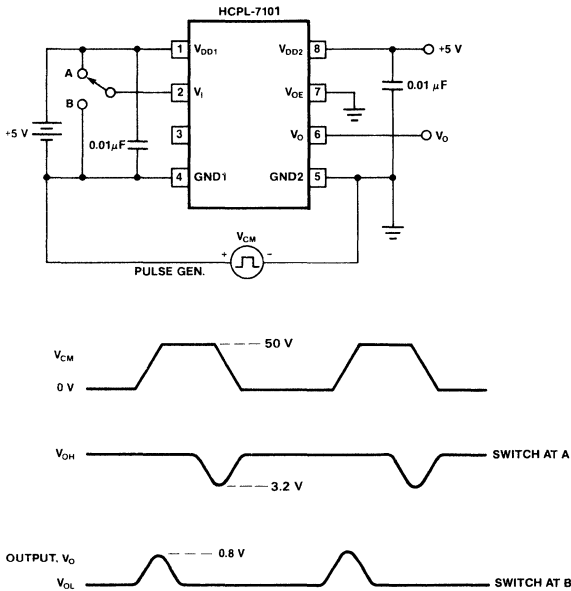 HCPL-7101
1 V_DD1
V_DD2 8
+5 V
A
2 V_I
V_OE 7
0.01 μF
B
3
V_O 6
V_O
+5 V
0.01μF
4 GND1
GND2 5
V_CM
+ -
PULSE GEN.
50 V
V_CM
0 V
V_OH
SWITCH AT A
3.2 V
0.8 V
OUTPUT, V_O
V_OL
SWITCH AT B